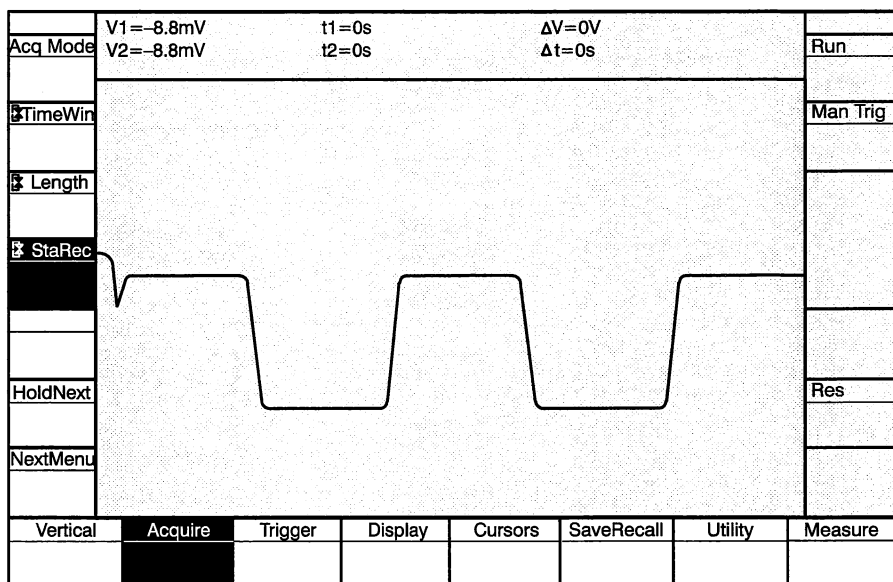 V1=–8.8mV t1=0s ΔV=0V
V2=–8.8mV t2=0s Δt=0s
Acq Mode
TimeWin
Length
StaRec
HoldNext
NextMenu
Run
Man Trig
Res
Vertical Acquire Trigger Display Cursors SaveRecall Utility Measure